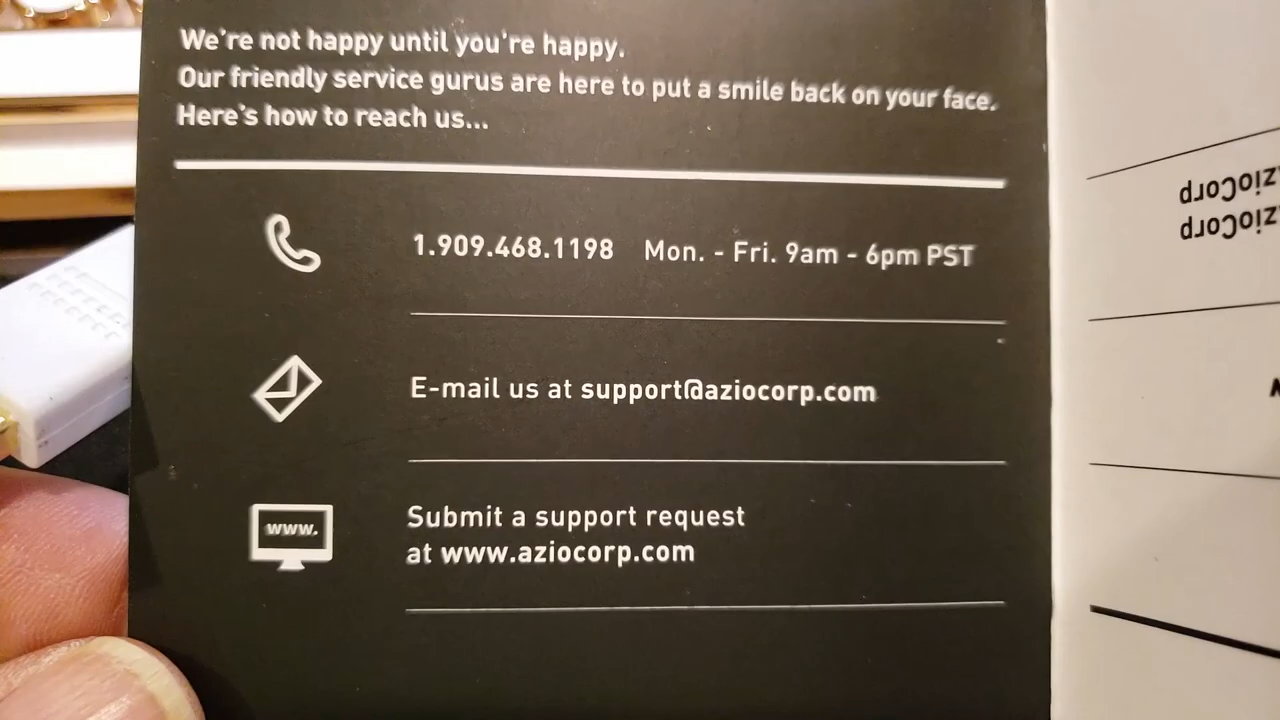 We're not happy until you're happy.
Our friendly service gurus are here to put a smile back on your face.
Here's how to reach us...
1.909.468.1198 Mon. - Fri. 9am - 6pm PST
E-mail us at support@aziocorp.com
www.
Submit a support request
at www.aziocorp.com
zioCorp
zioCorp